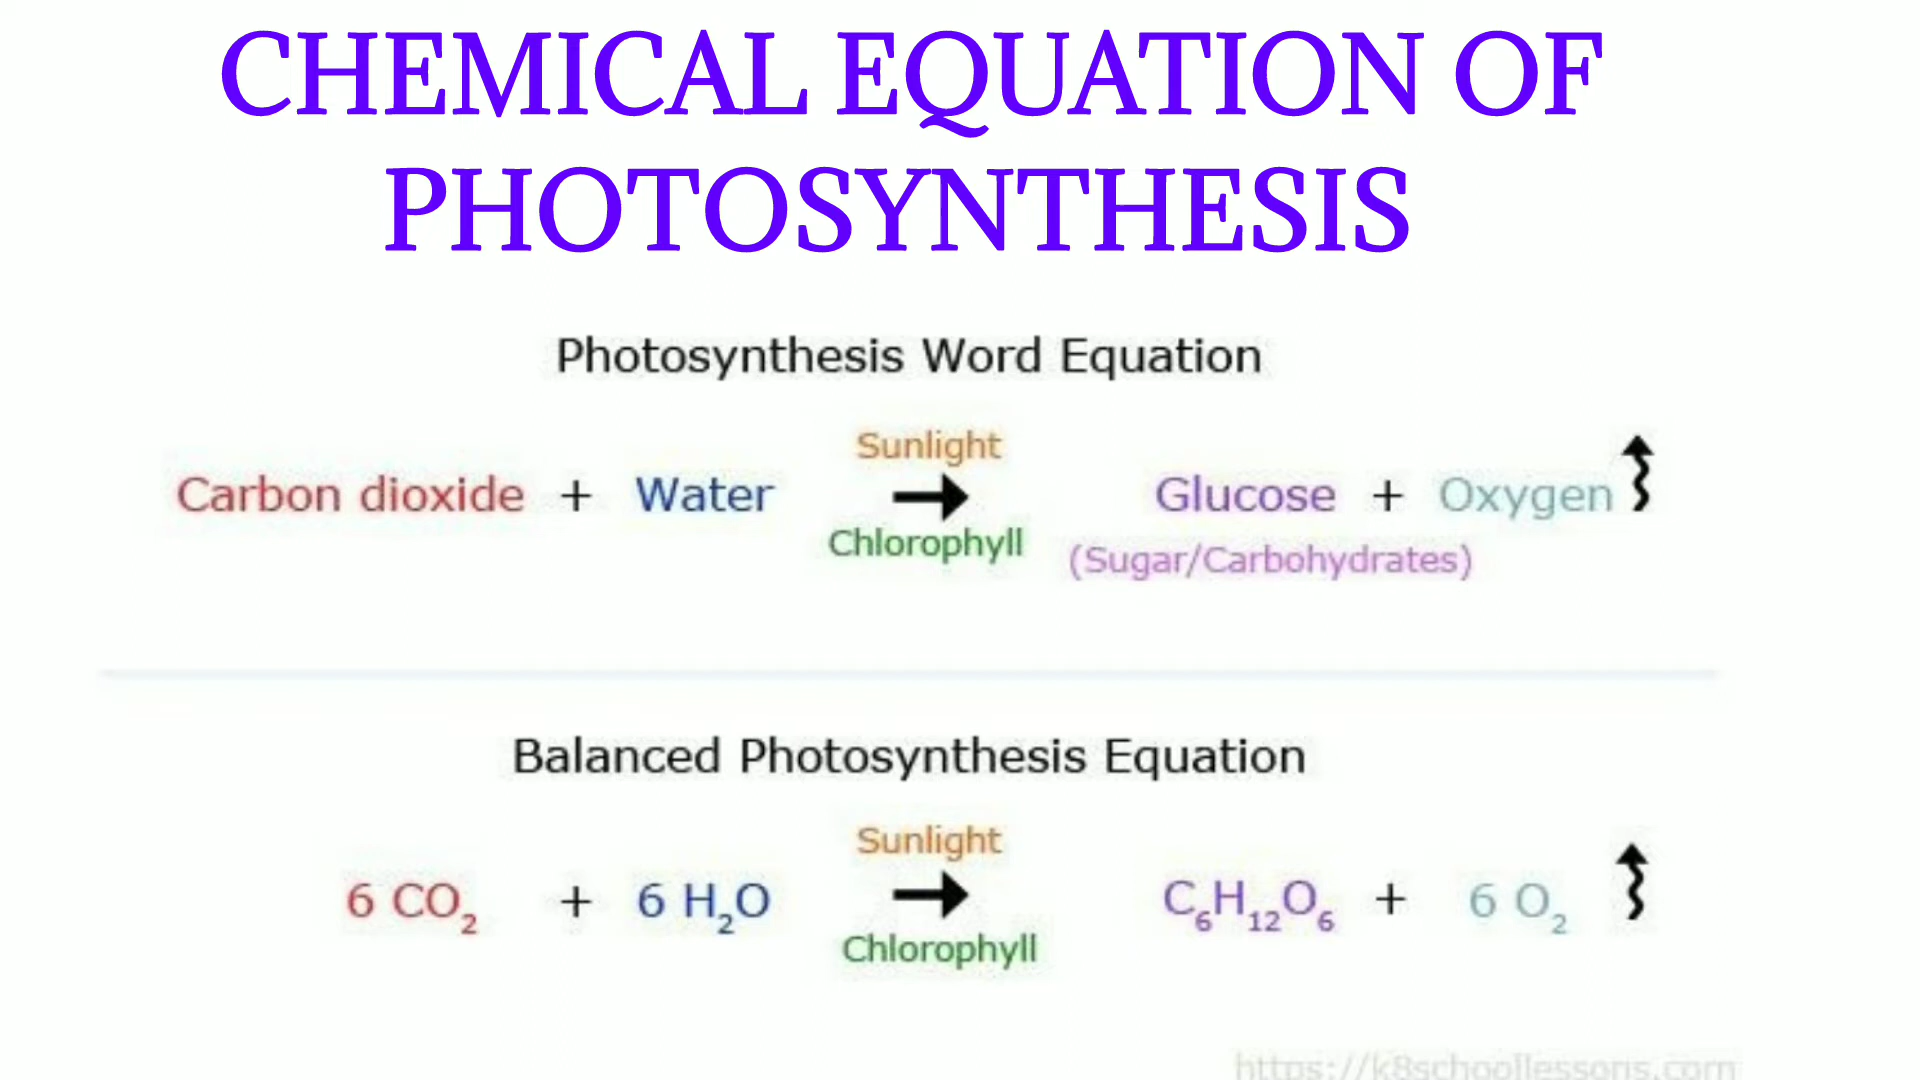 CHEMICAL EQUATION OF
PHOTOSYNTHESIS
Photosynthesis Word Equation
Sunlight
Carbon dioxide + Water → Glucose + Oxygen
Chlorophyll
(Sugar/Carbohydrates)
Balanced Photosynthesis Equation
Sunlight
6 CO₂ + 6 H₂O → C₆H₁₂O₆ + 6 O₂
Chlorophyll
https://k8schoollessons.com